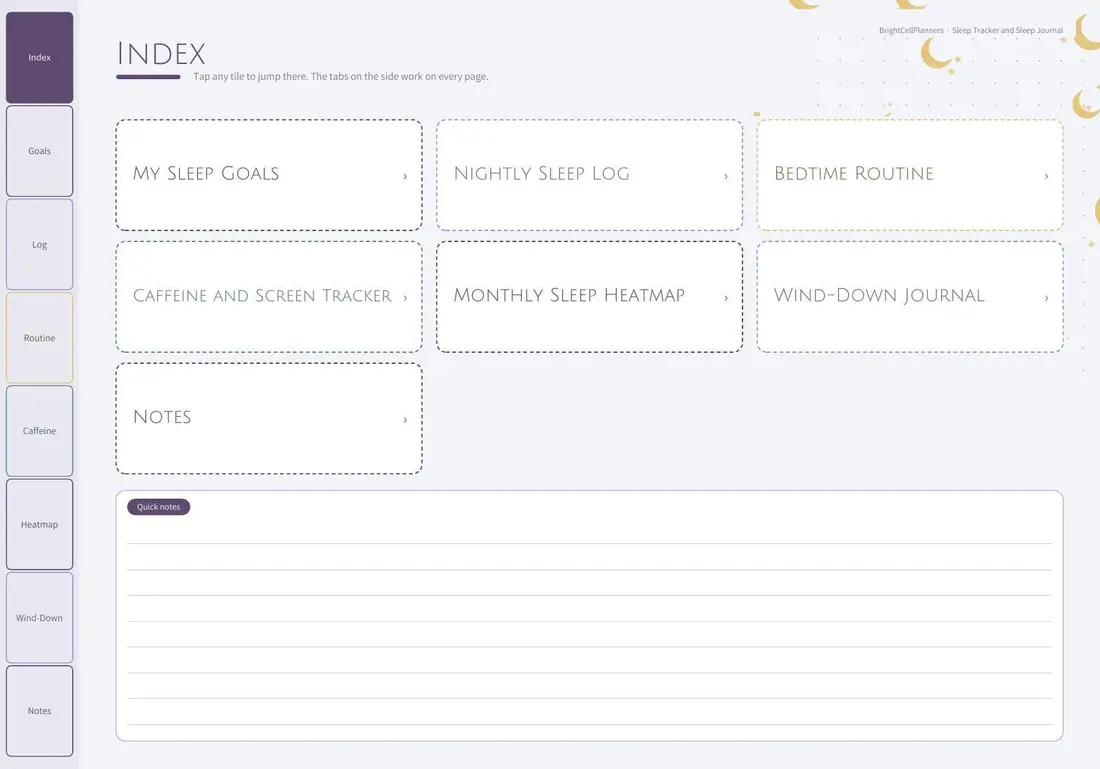 Index
Goals
Log
Routine
Caffeine
Heatmap
Wind-Down
Notes
BrightCellPlanners · Sleep Tracker and Sleep Journal
Index
Tap any tile to jump there. The tabs on the side work on every page.
My Sleep Goals ›
Nightly Sleep Log ›
Bedtime Routine ›
Caffeine and Screen Tracker ›
Monthly Sleep Heatmap ›
Wind-Down Journal ›
Notes ›
Quick notes